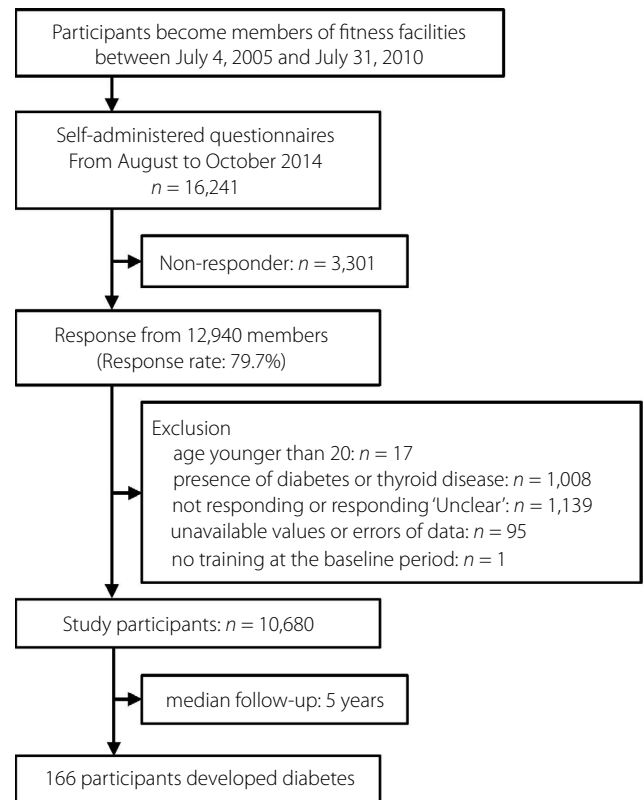 Participants become members of fitness facilities
between July 4, 2005 and July 31, 2010
Self-administered questionnaires
From August to October 2014
n = 16,241
Non-responder: n = 3,301
Response from 12,940 members
(Response rate: 79.7%)
Exclusion
age younger than 20: n = 17
presence of diabetes or thyroid disease: n = 1,008
not responding or responding ‘Unclear’: n = 1,139
unavailable values or errors of data: n = 95
no training at the baseline period: n = 1
Study participants: n = 10,680
median follow-up: 5 years
166 participants developed diabetes